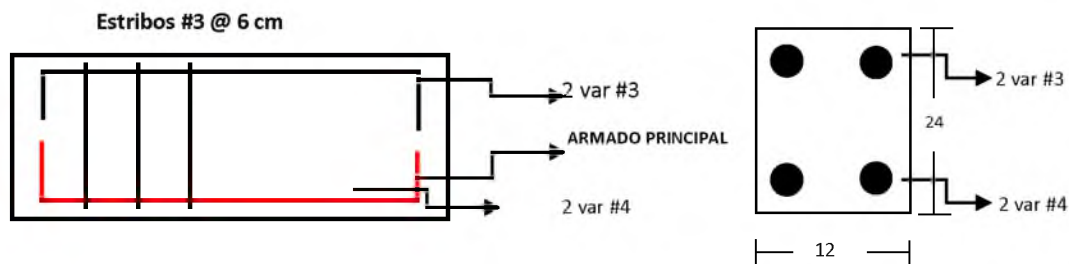 Estribos #3 @ 6 cm
2 var #3
ARMADO PRINCIPAL
2 var #4
2 var #3
24
2 var #4
12